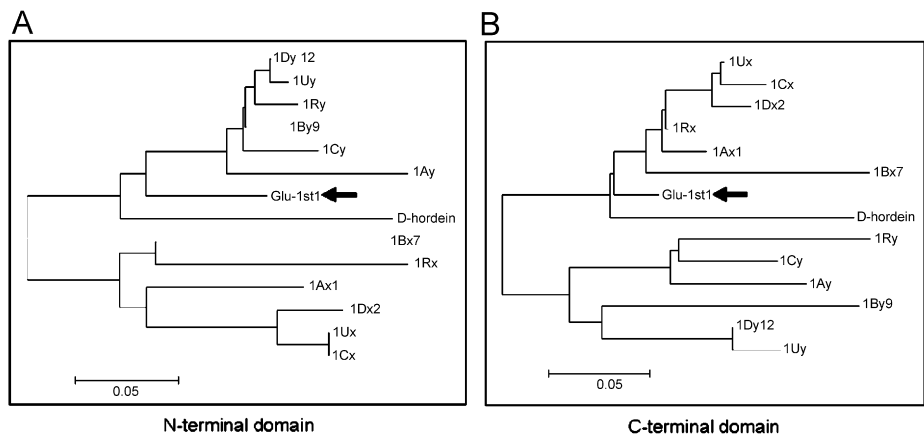 A
1Dy 12
1Uy
1Ry
1By9
1Cy
1Ay
Glu-1st1
D-hordein
1Bx7
1Rx
1Ax1
1Dx2
1Ux
1Cx
0.05
N-terminal domain
B
1Ux
1Cx
1Dx2
1Rx
1Ax1
1Bx7
Glu-1st1
D-hordein
1Ry
1Cy
1Ay
1By9
1Dy12
1Uy
0.05
C-terminal domain